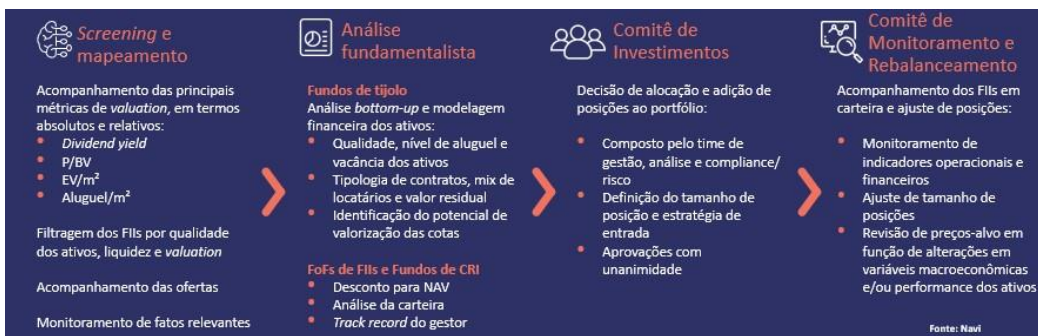 Screening e
mapeamento
Acompanhamento das principais
métricas de valuation, em termos
absolutos e relativos:
• Dividend yield
• P/BV
• EV/m²
• Aluguel/m²
Filtragem dos FIIs por qualidade
dos ativos, liquidez e valuation
Acompanhamento das ofertas
Monitoramento de fatos relevantes
Análise
fundamentalista
Fundos de tijolo
Análise bottom-up e modelagem
financeira dos ativos:
• Qualidade, nível de aluguel e
vacância dos ativos
• Tipologia de contratos, mix de
locatários e valor residual
• Identificação do potencial de
valorização das cotas
FoFs de FIIs e Fundos de CRI
• Desconto para NAV
• Análise da carteira
• Track record do gestor
Comitê de
Investimentos
Decisão de alocação e adição de
posições ao portfólio:
• Composto pelo time de
gestão, análise e compliance/
risco
• Definição do tamanho de
posição e estratégia de
entrada
• Aprovações com
unanimidade
Comitê de
Monitoramento e
Rebalanceamento
Acompanhamento dos FIIs em
carteira e ajuste de posições:
• Monitoramento de
indicadores operacionais e
financeiros
• Ajuste de tamanho de
posições
• Revisão de preços-alvo em
função de alterações em
variáveis macroeconômicas
e/ou performance dos ativos
Fonte: Navi